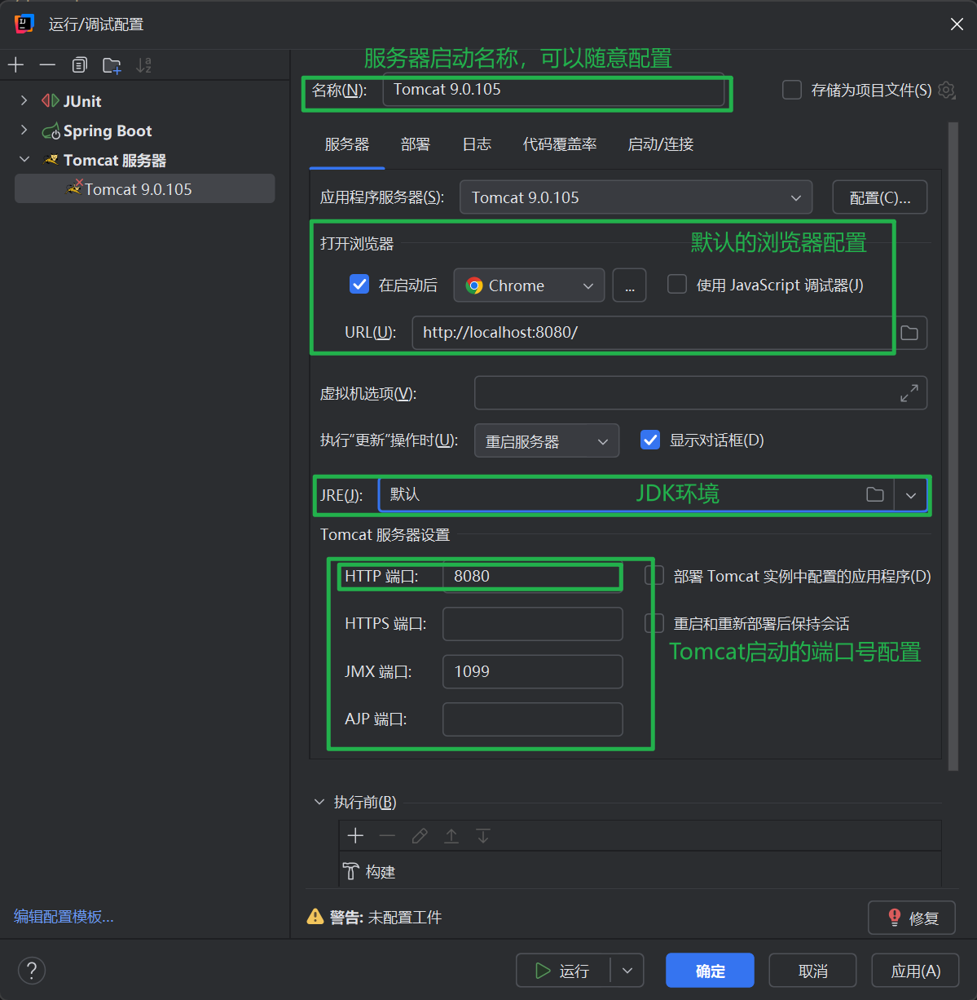 运行/调试配置
服务器启动名称，可以随意配置
名称(N):
Tomcat 9.0.105
存储为项目文件(S)
JUnit
Spring Boot
Tomcat 服务器
Tomcat 9.0.105
服务器
部署
日志
代码覆盖率
启动/连接
应用程序服务器(S):
Tomcat 9.0.105
配置(C)...
打开浏览器
默认的浏览器配置
在启动后
Chrome
...
使用 JavaScript 调试器(J)
URL(U):
http://localhost:8080/
虚拟机选项(V):
执行“更新”操作时(U):
重启服务器
显示对话框(D)
JRE(J):
默认
JDK环境
Tomcat 服务器设置
HTTP 端口:
8080
部署 Tomcat 实例中配置的应用程序(D)
HTTPS 端口:
重启和重新部署后保持会话
Tomcat启动的端口号配置
JMX 端口:
1099
AJP 端口:
执行前(B)
构建
编辑配置模板...
警告: 未配置工件
修复
?
运行
确定
取消
应用(A)